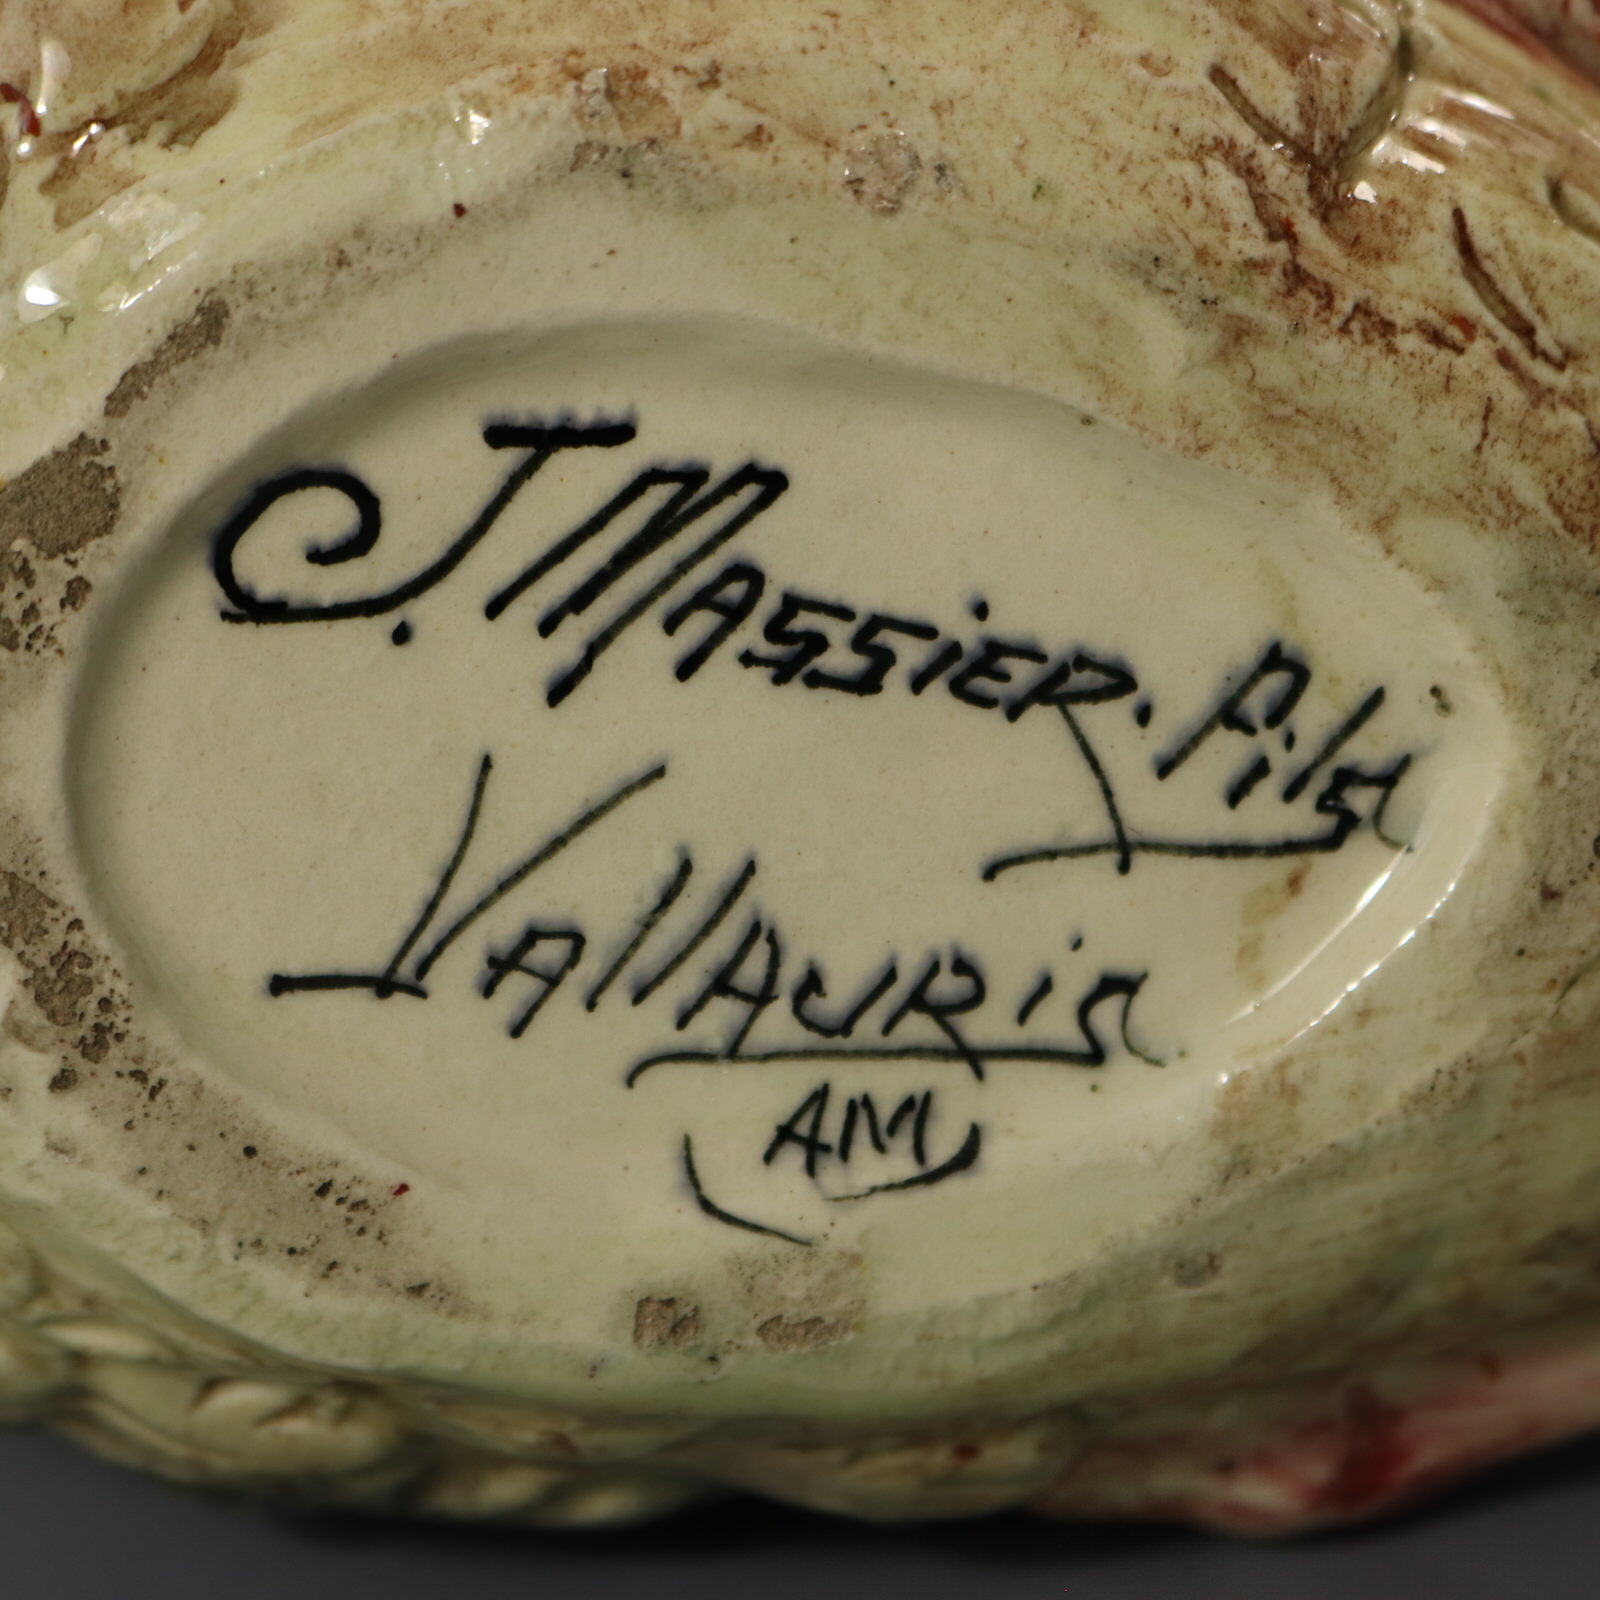 J. MASSiER. Fils
VAllAURis
(AM)